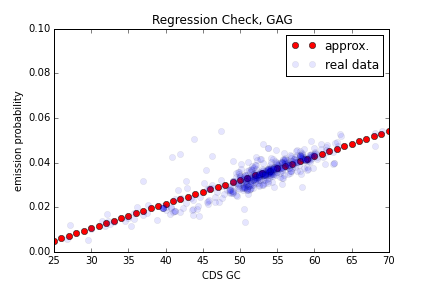 Regression Check, GAG
0.10
0.08
0.06
0.04
0.02
0.00
emission probability
approx.
real data
25 30 35 40 45 50 55 60 65 70
CDS GC